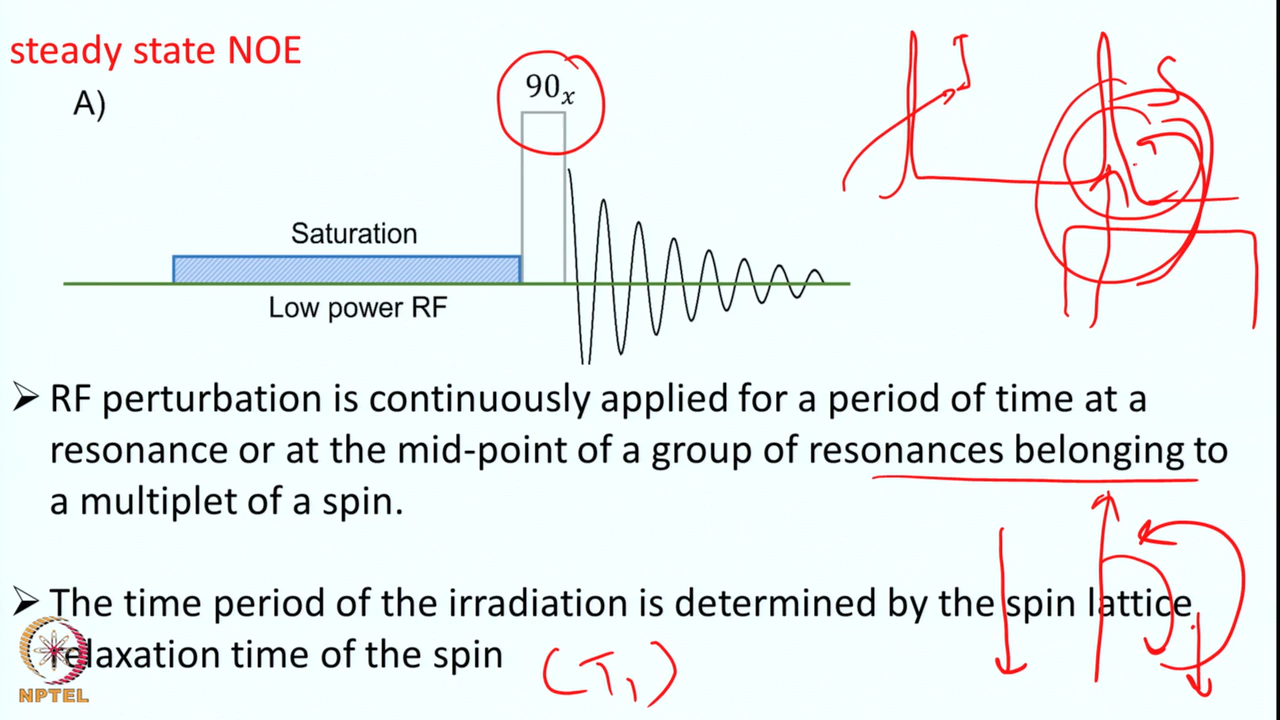 steady state NOE
A)
90x
Saturation
Low power RF
I
S
➢ RF perturbation is continuously applied for a period of time at a
resonance or at the mid-point of a group of resonances belonging to
a multiplet of a spin.
➢ The time period of the irradiation is determined by the spin lattice
relaxation time of the spin
(T1)
NPTEL